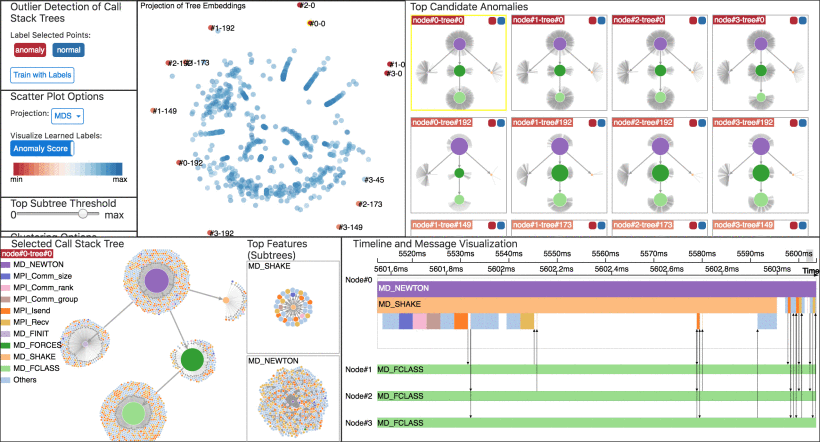 Outlier Detection of Call
Stack Trees
Label Selected Points:
anomaly normal
Train with Labels
Scatter Plot Options
Projection: MDS
Visualize Learned Labels:
Anomaly Score
min max
Top Subtree Threshold
0 max
Clustering Options
Projection of Tree Embeddings
#2-0
#0-0
#1-192
#1-0
#3-0
#2-192 #3-173
#1-149
#0-192
#3-45
#2-173
#3-149
#3-192
Top Candidate Anomalies
node#0-tree#0 node#1-tree#0 node#2-tree#0 node#3-tree#0
node#0-tree#192 node#1-tree#192 node#2-tree#192 node#3-tree#192
node#1-tree#149 node#1-tree#173 node#2-tree#173 node#3-tree#149
Selected Call Stack Tree
node#0-tree#0
MD_NEWTON
MPI_Comm_size
MPI_Comm_rank
MPI_Comm_group
MPI_Isend
MPI_Recv
MD_FINIT
MD_FORCES
MD_SHAKE
MD_FCLASS
Others
Top Features
(Subtrees)
MD_SHAKE
MD_NEWTON
Timeline and Message Visualization
5520ms 5530ms 5540ms 5550ms 5560ms 5570ms 5580ms 5590ms 5600ms
5601.6ms 5601.8ms 5602ms 5602.2ms 5602.4ms 5602.6ms 5602.8ms 5603ms Time
Node#0
MD_NEWTON
MD_SHAKE
Node#1 MD_FCLASS
Node#2 MD_FCLASS
Node#3 MD_FCLASS